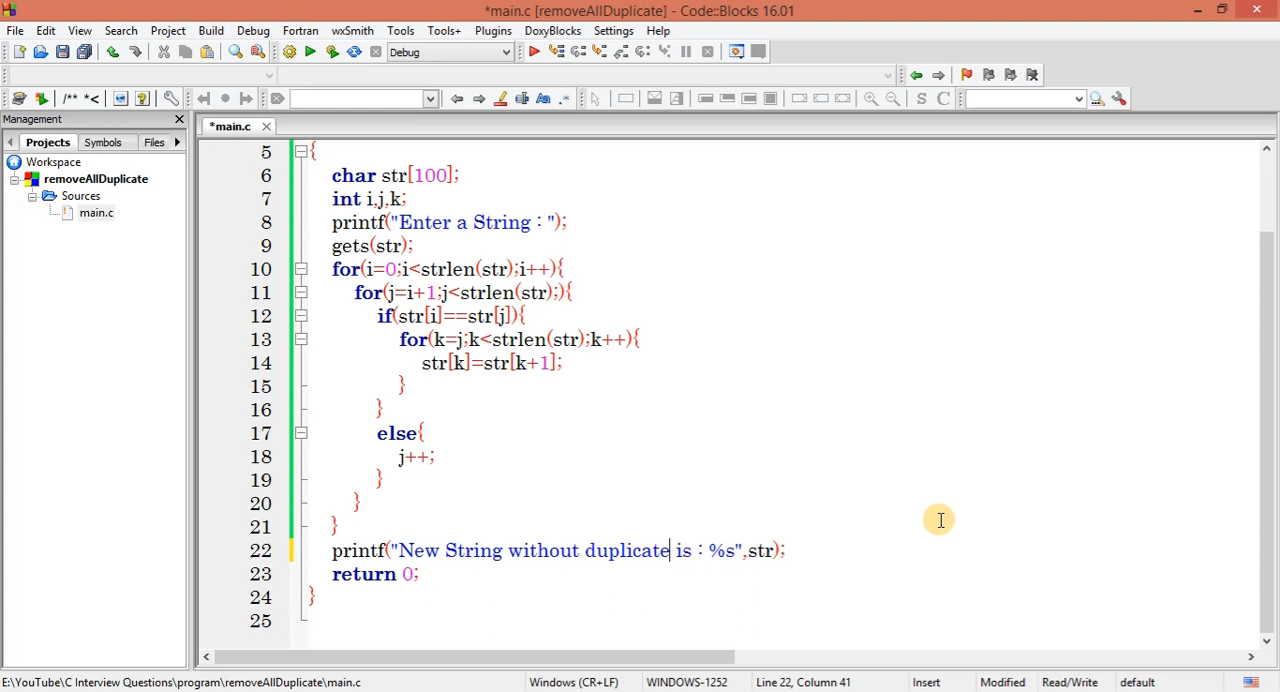 *main.c [removeAllDuplicate] - Code::Blocks 16.01
File Edit View Search Project Build Debug Fortran wxSmith Tools Tools+ Plugins DoxyBlocks Settings Help
Debug
/** *<
S C
Management
*main.c
Projects Symbols Files
Workspace
removeAllDuplicate
Sources
main.c
5 {
6 char str[100];
7 int i,j,k;
8 printf("Enter a String : ");
9 gets(str);
10 for(i=0;i<strlen(str);i++){
11 for(j=i+1;j<strlen(str);){
12 if(str[i]==str[j]){
13 for(k=j;k<strlen(str);k++){
14 str[k]=str[k+1];
15 }
16 }
17 else{
18 j++;
19 }
20 }
21 }
22 printf("New String without duplicate is : %s",str);
23 return 0;
24 }
25
E:\YouTube\C Interview Questions\program\removeAllDuplicate\main.c Windows (CR+LF) WINDOWS-1252 Line 22, Column 41 Insert Modified Read/Write default